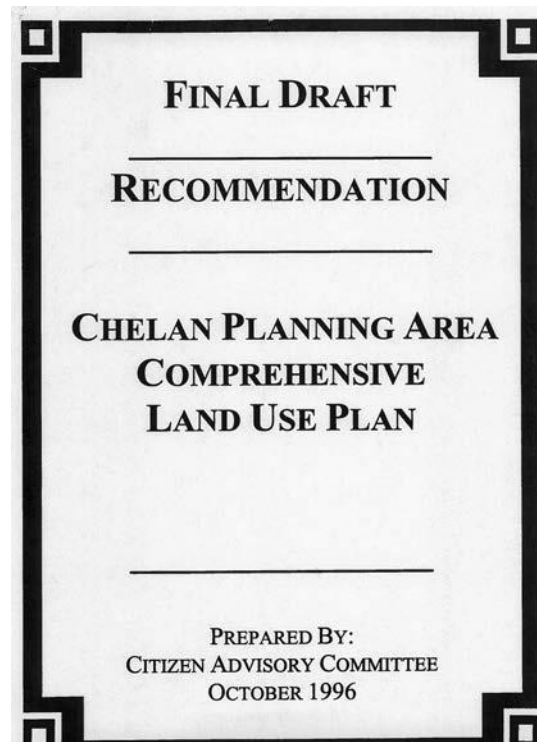 FINAL DRAFT
RECOMMENDATION
CHELAN PLANNING AREA
COMPREHENSIVE
LAND USE PLAN
PREPARED BY:
CITIZEN ADVISORY COMMITTEE
OCTOBER 1996